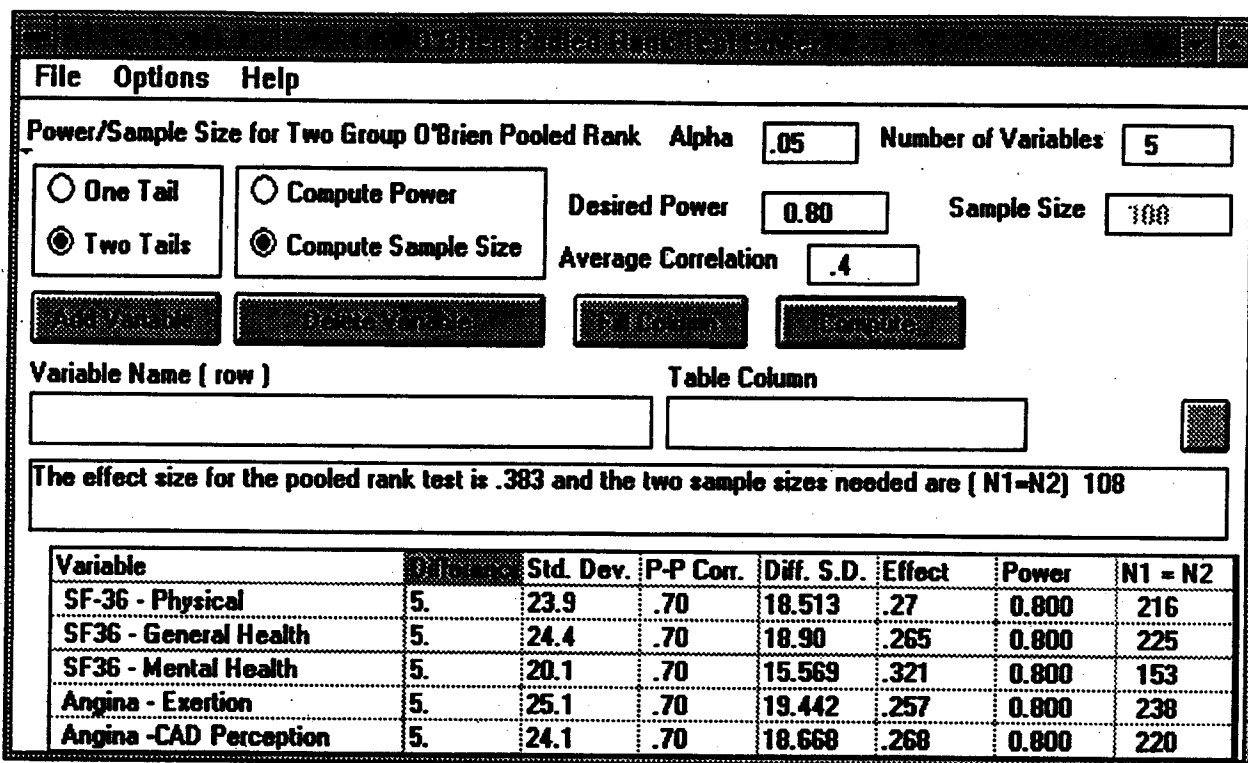 File Options Help
Power/Sample Size for Two Group O'Brien Pooled Rank Alpha .05 Number of Variables 5
One Tail Compute Power Desired Power 0.80 Sample Size 100
Two Tails Compute Sample Size Average Correlation .4
Add Variable Delete Variable Compute
Variable Name ( row ) Table Column
The effect size for the pooled rank test is .383 and the two sample sizes needed are ( N1=N2) 108
Variable Difference Std. Dev. P-P Corr. Diff. S.D. Effect Power N1 = N2
SF-36 - Physical 5. 23.9 .70 18.513 .27 0.800 216
SF36 - General Health 5. 24.4 .70 18.90 .265 0.800 225
SF36 - Mental Health 5. 20.1 .70 15.569 .321 0.800 153
Angina - Exertion 5. 25.1 .70 19.442 .257 0.800 238
Angina -CAD Perception 5. 24.1 .70 18.668 .268 0.800 220